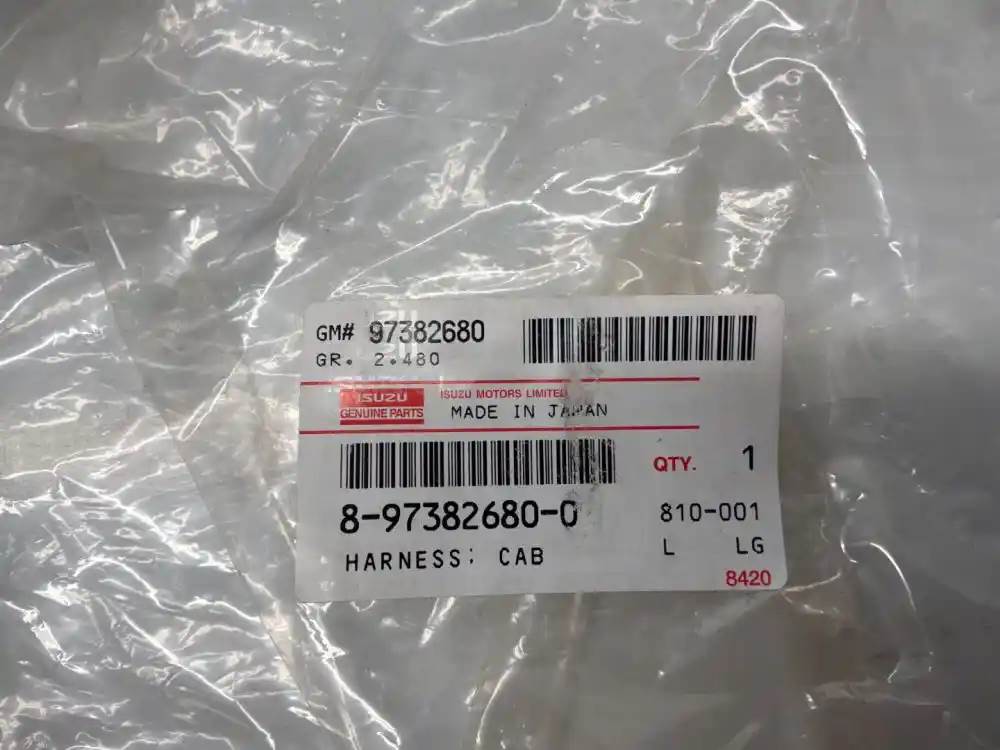 GM# 97382680
GR. 2.480
ISUZU
GENUINE PARTS
ISUZU MOTORS LIMITED
MADE IN JAPAN
QTY. 1
8-97382680-0
810-001
HARNESS; CAB
L LG
8420